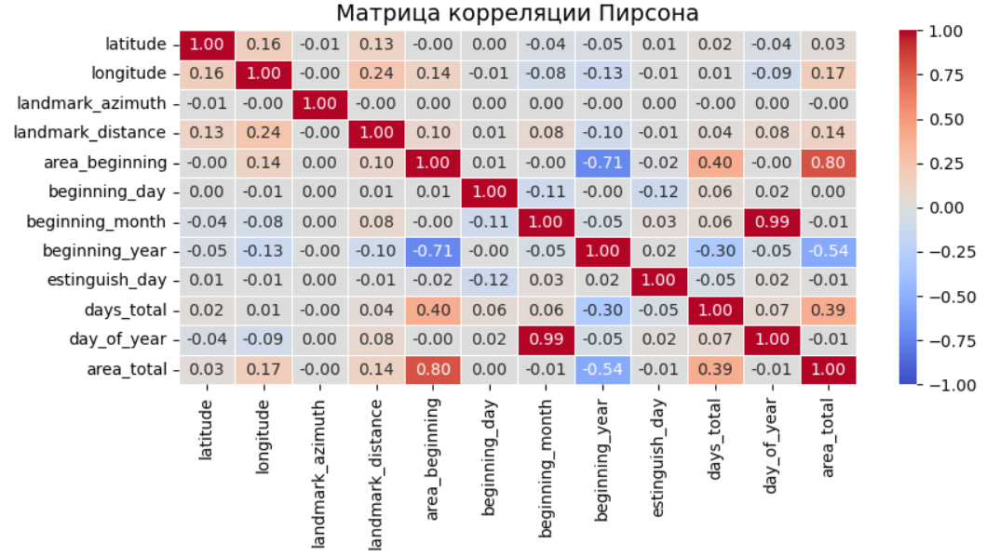 Матрица корреляции Пирсона
latitude 1.00 0.16 -0.01 0.13 -0.00 0.00 -0.04 -0.05 0.01 0.02 -0.04 0.03
longitude 0.16 1.00 -0.00 0.24 0.14 -0.01 -0.08 -0.13 -0.01 0.01 -0.09 0.17
landmark_azimuth -0.01 -0.00 1.00 -0.00 0.00 0.00 0.00 -0.00 0.00 -0.00 0.00 -0.00
landmark_distance 0.13 0.24 -0.00 1.00 0.10 0.01 0.08 -0.10 -0.01 0.04 0.08 0.14
area_beginning -0.00 0.14 0.00 0.10 1.00 0.01 -0.00 -0.71 -0.02 0.40 -0.00 0.80
beginning_day 0.00 -0.01 0.00 0.01 0.01 1.00 -0.11 -0.00 -0.12 0.06 0.02 0.00
beginning_month -0.04 -0.08 0.00 0.08 -0.00 -0.11 1.00 -0.05 0.03 0.06 0.99 -0.01
beginning_year -0.05 -0.13 -0.00 -0.10 -0.71 -0.00 -0.05 1.00 0.02 -0.30 -0.05 -0.54
estinguish_day 0.01 -0.01 0.00 -0.01 -0.02 -0.12 0.03 0.02 1.00 -0.05 0.02 -0.01
days_total 0.02 0.01 -0.00 0.04 0.40 0.06 0.06 -0.30 -0.05 1.00 0.07 0.39
day_of_year -0.04 -0.09 0.00 0.08 -0.00 0.02 0.99 -0.05 0.02 0.07 1.00 -0.01
area_total 0.03 0.17 -0.00 0.14 0.80 0.00 -0.01 -0.54 -0.01 0.39 -0.01 1.00
latitude
longitude
landmark_azimuth
landmark_distance
area_beginning
beginning_day
beginning_month
beginning_year
estinguish_day
days_total
day_of_year
area_total
1.00
0.75
0.50
0.25
0.00
−0.25
−0.50
−0.75
−1.00